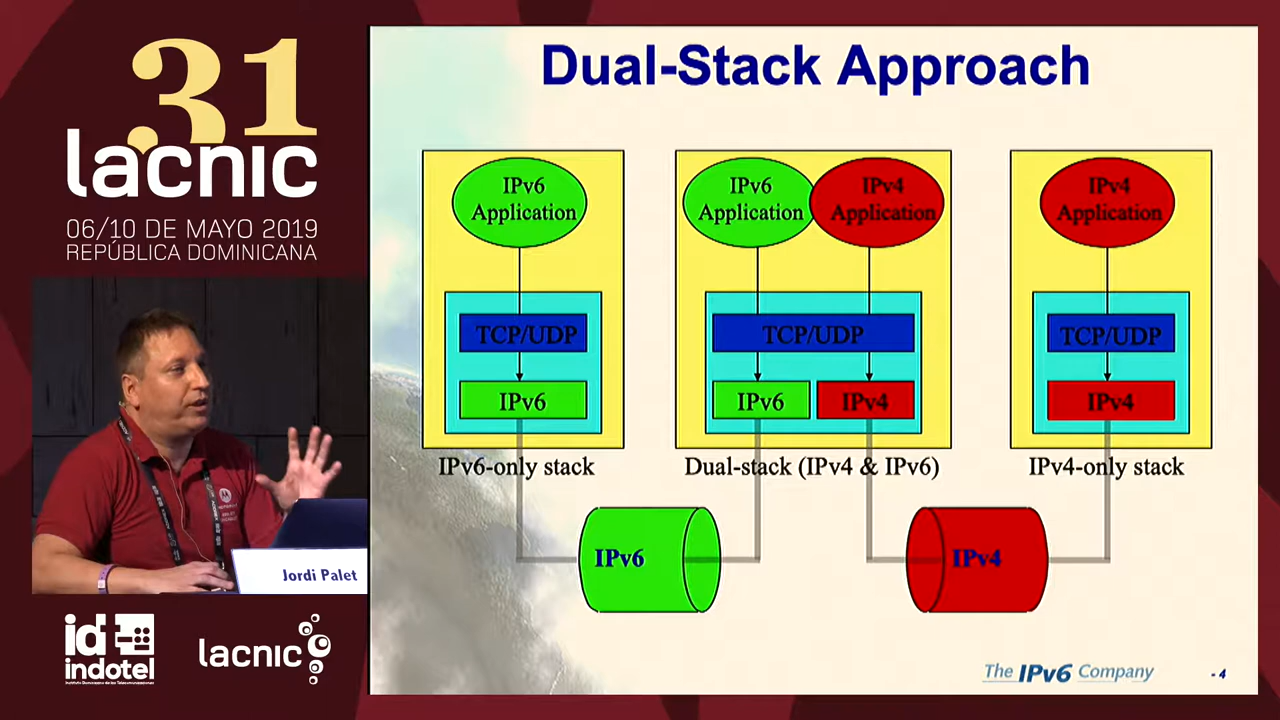 31
lacnic
06/10 DE MAYO 2019
REPÚBLICA DOMINICANA
Jordi Palet
id
indotel
lacnic
Dual-Stack Approach
IPv6
Application
TCP/UDP
IPv6
IPv6-only stack
IPv6
Application
IPv4
Application
TCP/UDP
IPv6
IPv4
Dual-stack (IPv4 & IPv6)
IPv4
Application
TCP/UDP
IPv4
IPv4-only stack
IPv6
IPv4
The IPv6 Company
- 4